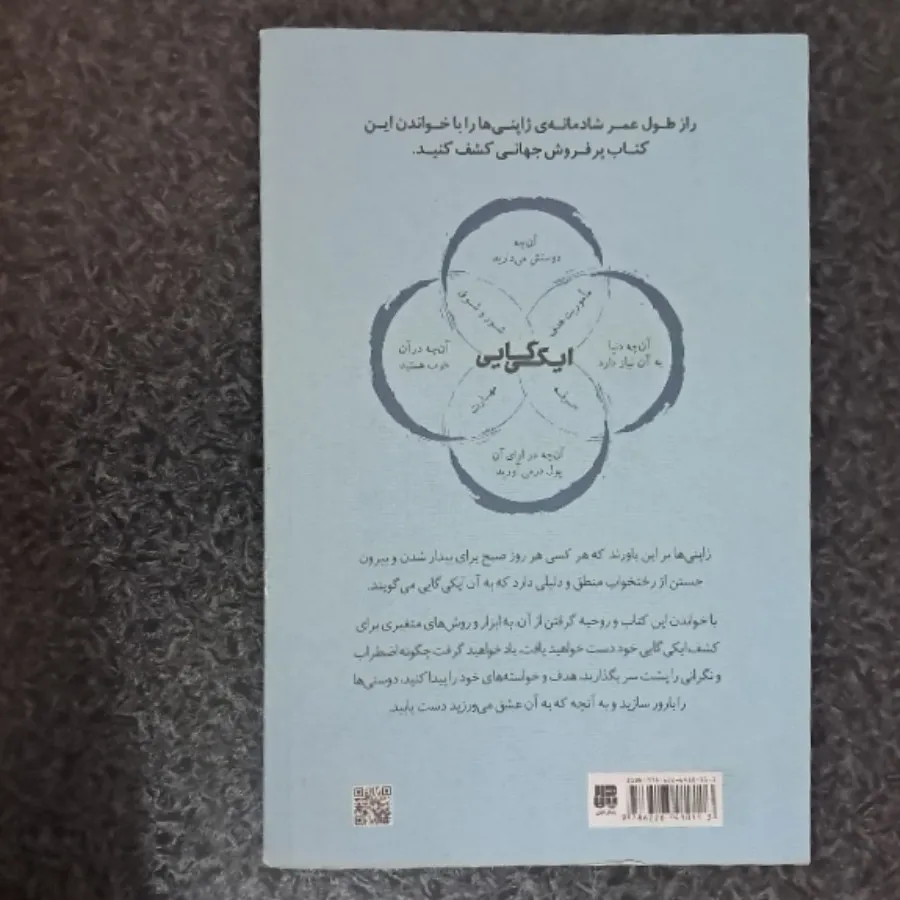 راز طول عمر شادمانه‌ی ژاپنی‌ها را با خواندن این
کتاب پرفروش جهانی کشف کنید.
آن‌چه
دوستش می‌دارید
شور و شوق
مأموریت
آن‌چه در آن
خوب هستید
ایکی‌گایی
آن‌چه دنیا
به آن نیاز دارد
مهارت
حرفه
آن‌چه در ازای آن
پول درمی‌آورید
ژاپنی‌ها بر این باورند که هر کسی هر روز صبح برای بیدار شدن و بیرون
جستن از رختخواب منطق و دلیلی دارد که به آن ایکی‌گایی می‌گویند.
با خواندن این کتاب و روحیه گرفتن از آن، به ابزار و روش‌های متغیری برای
کشف ایکی‌گایی خود دست خواهید یافت، یاد خواهید گرفت چگونه اضطراب
و نگرانی را پشت سر بگذارید، هدف و خواسته‌های خود را پیدا کنید، دوستی‌ها
را بارور سازید و به آنچه که به آن عشق می‌ورزید دست یابید.